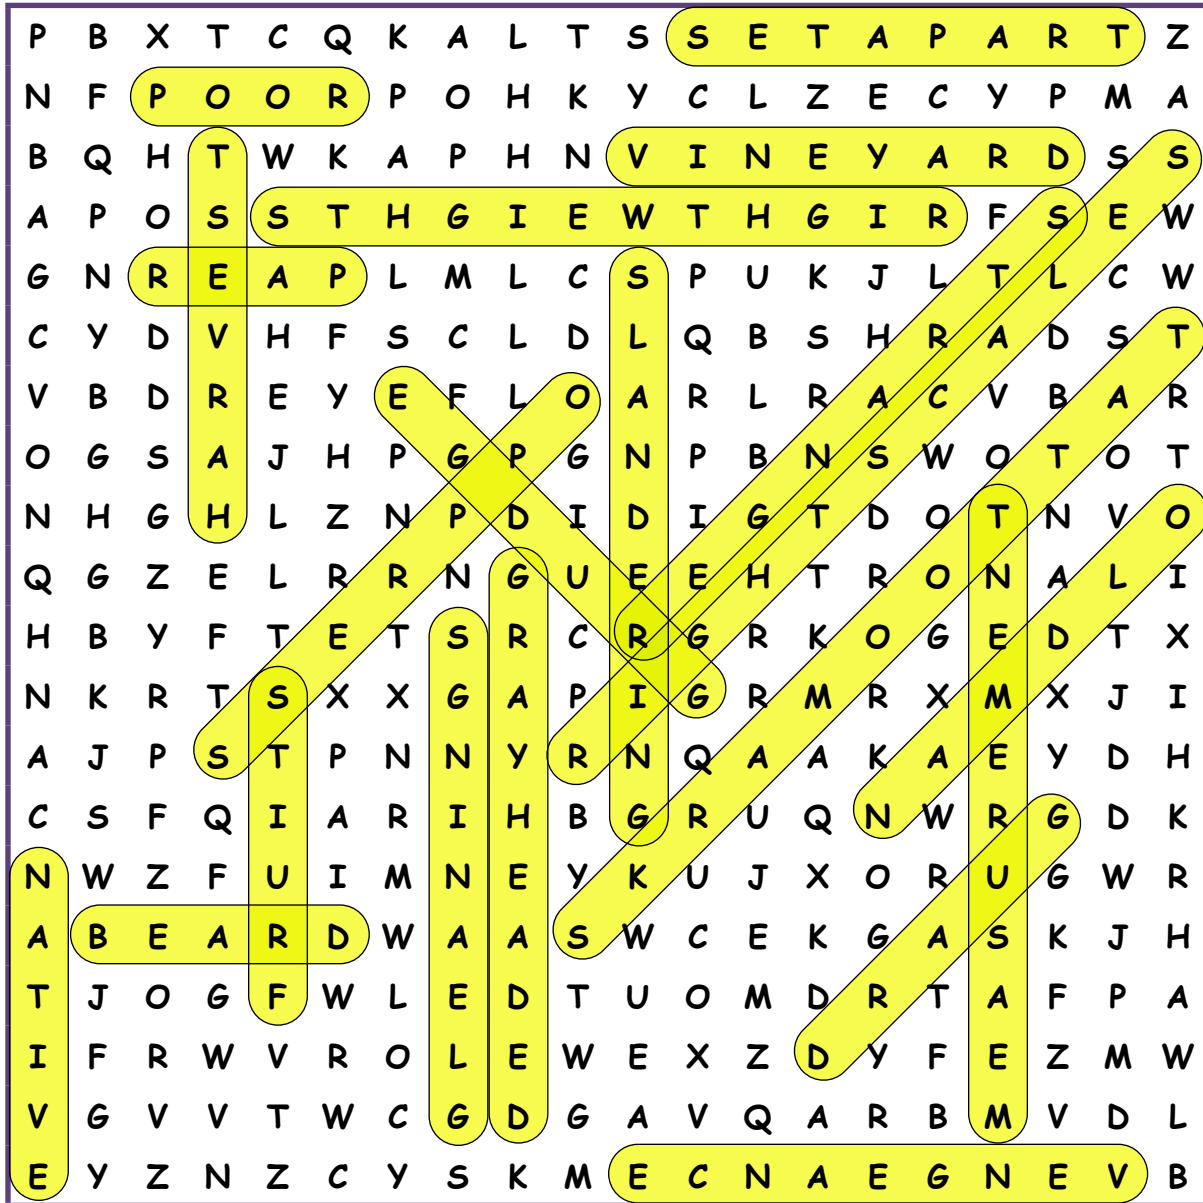 P B X T C Q K A L T S S E T A P A R T Z
N F P O O R P O H K Y C L Z E C Y P M A
B Q H T W K A P H N V I N E Y A R D S S
A P O S S T H G I E W T H G I R F S E W
G N R E A P L M L C S P U K J L T L C W
C Y D V H F S C L D L Q B S H R A D S T
V B D R E Y E F L O A R L R A C V B A R
O G S A J H P G P G N P B N S W O T O T
N H G H L Z N P D I D I G T D O T N V O
Q G Z E L R R N G U E E H T R O N A L I
H B Y F T E T S R C R G R K O G E D T X
N K R T S X X G A P I G R M R X M X J I
A J P S T P N N Y R N Q A A K A E Y D H
C S F Q I A R I H B G R U Q N W R G D K
N W Z F U I M N E Y K U J X O R U G W R
A B E A R D W A A S W C E K G A S K J H
T J O G F W L E D T U O M D R T A F P A
I F R W V R O L E W E X Z D Y F E Z M W
V G V V T W C G D G A V Q A R B M V D L
E Y Z N Z C Y S K M E C N A E G N E V B